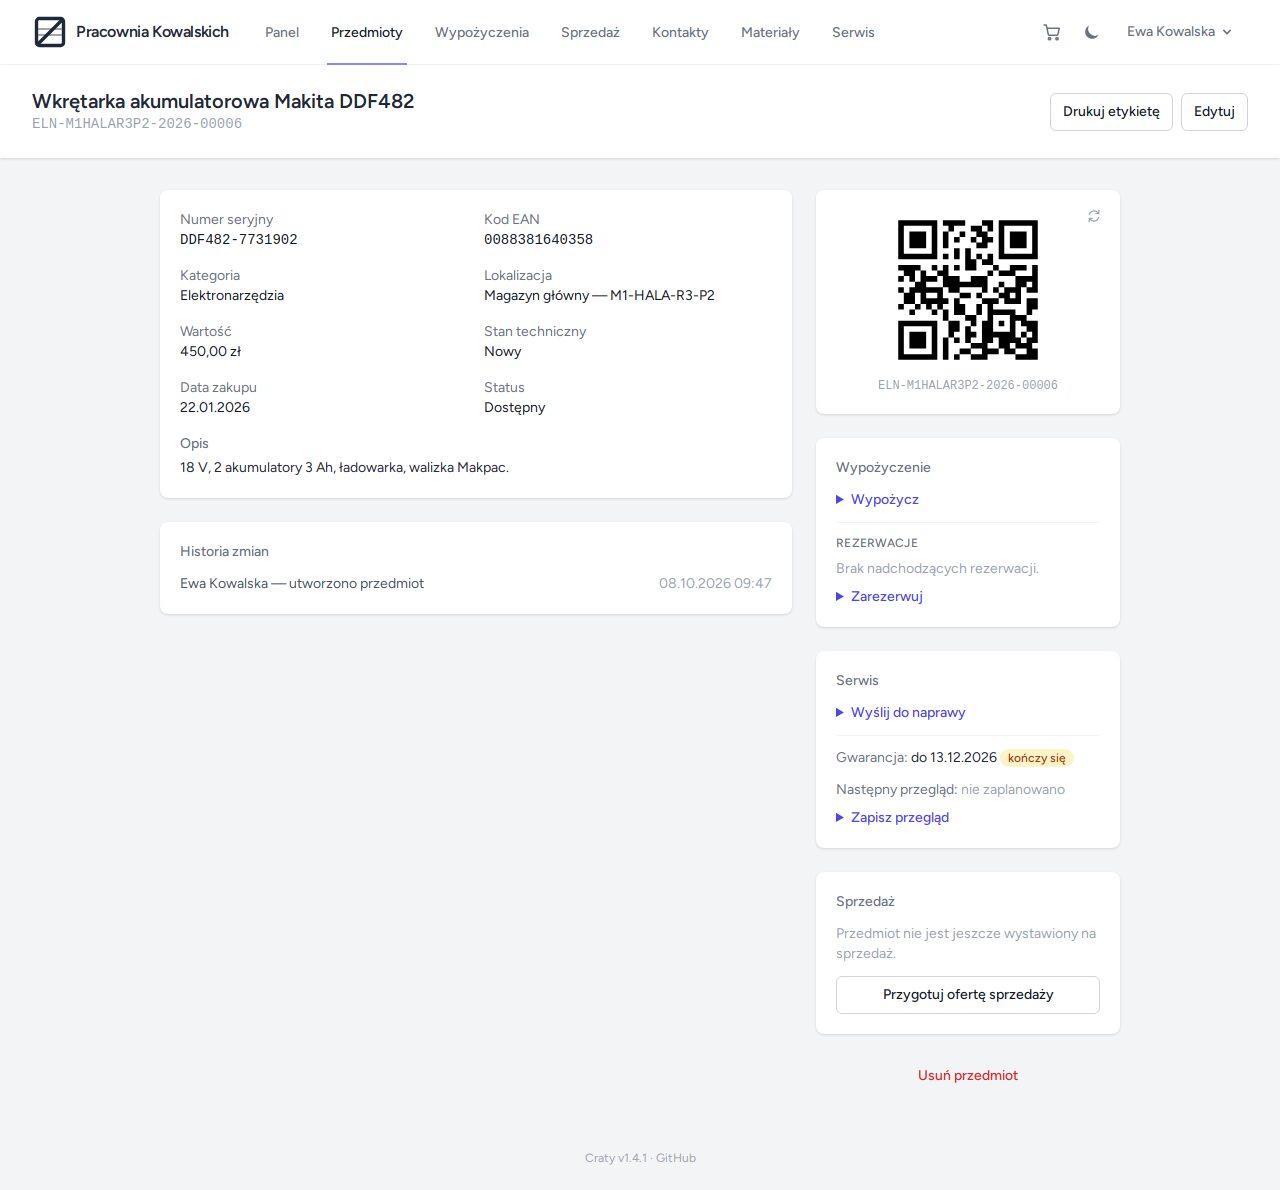 Pracownia Kowalskich
Panel
Przedmioty
Wypożyczenia
Sprzedaż
Kontakty
Materiały
Serwis
Ewa Kowalska
Wkrętarka akumulatorowa Makita DDF482
ELN-M1HALAR3P2-2026-00006
Drukuj etykietę
Edytuj
Numer seryjny
DDF482-7731902
Kod EAN
0088381640358
Kategoria
Elektronarzędzia
Lokalizacja
Magazyn główny — M1-HALA-R3-P2
Wartość
450,00 zł
Stan techniczny
Nowy
Data zakupu
22.01.2026
Status
Dostępny
Opis
18 V, 2 akumulatory 3 Ah, ładowarka, walizka Makpac.
Historia zmian
Ewa Kowalska — utworzono przedmiot
08.10.2026 09:47
ELN-M1HALAR3P2-2026-00006
Wypożyczenie
Wypożycz
REZERWACJE
Brak nadchodzących rezerwacji.
Zarezerwuj
Serwis
Wyślij do naprawy
Gwarancja: do 13.12.2026 kończy się
Następny przegląd: nie zaplanowano
Zapisz przegląd
Sprzedaż
Przedmiot nie jest jeszcze wystawiony na
sprzedaż.
Przygotuj ofertę sprzedaży
Usuń przedmiot
Craty v1.4.1 · GitHub